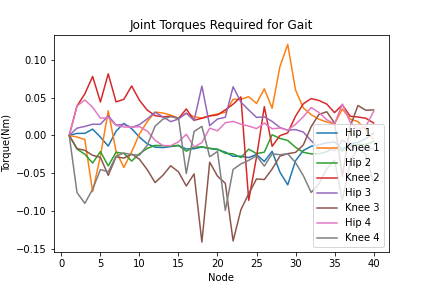 Joint Torques Required for Gait
Torque(Nm)
0.10
0.05
0.00
−0.05
−0.10
−0.15
0
5
10
15
20
25
30
35
40
Node
Hip 1
Knee 1
Hip 2
Knee 2
Hip 3
Knee 3
Hip 4
Knee 4